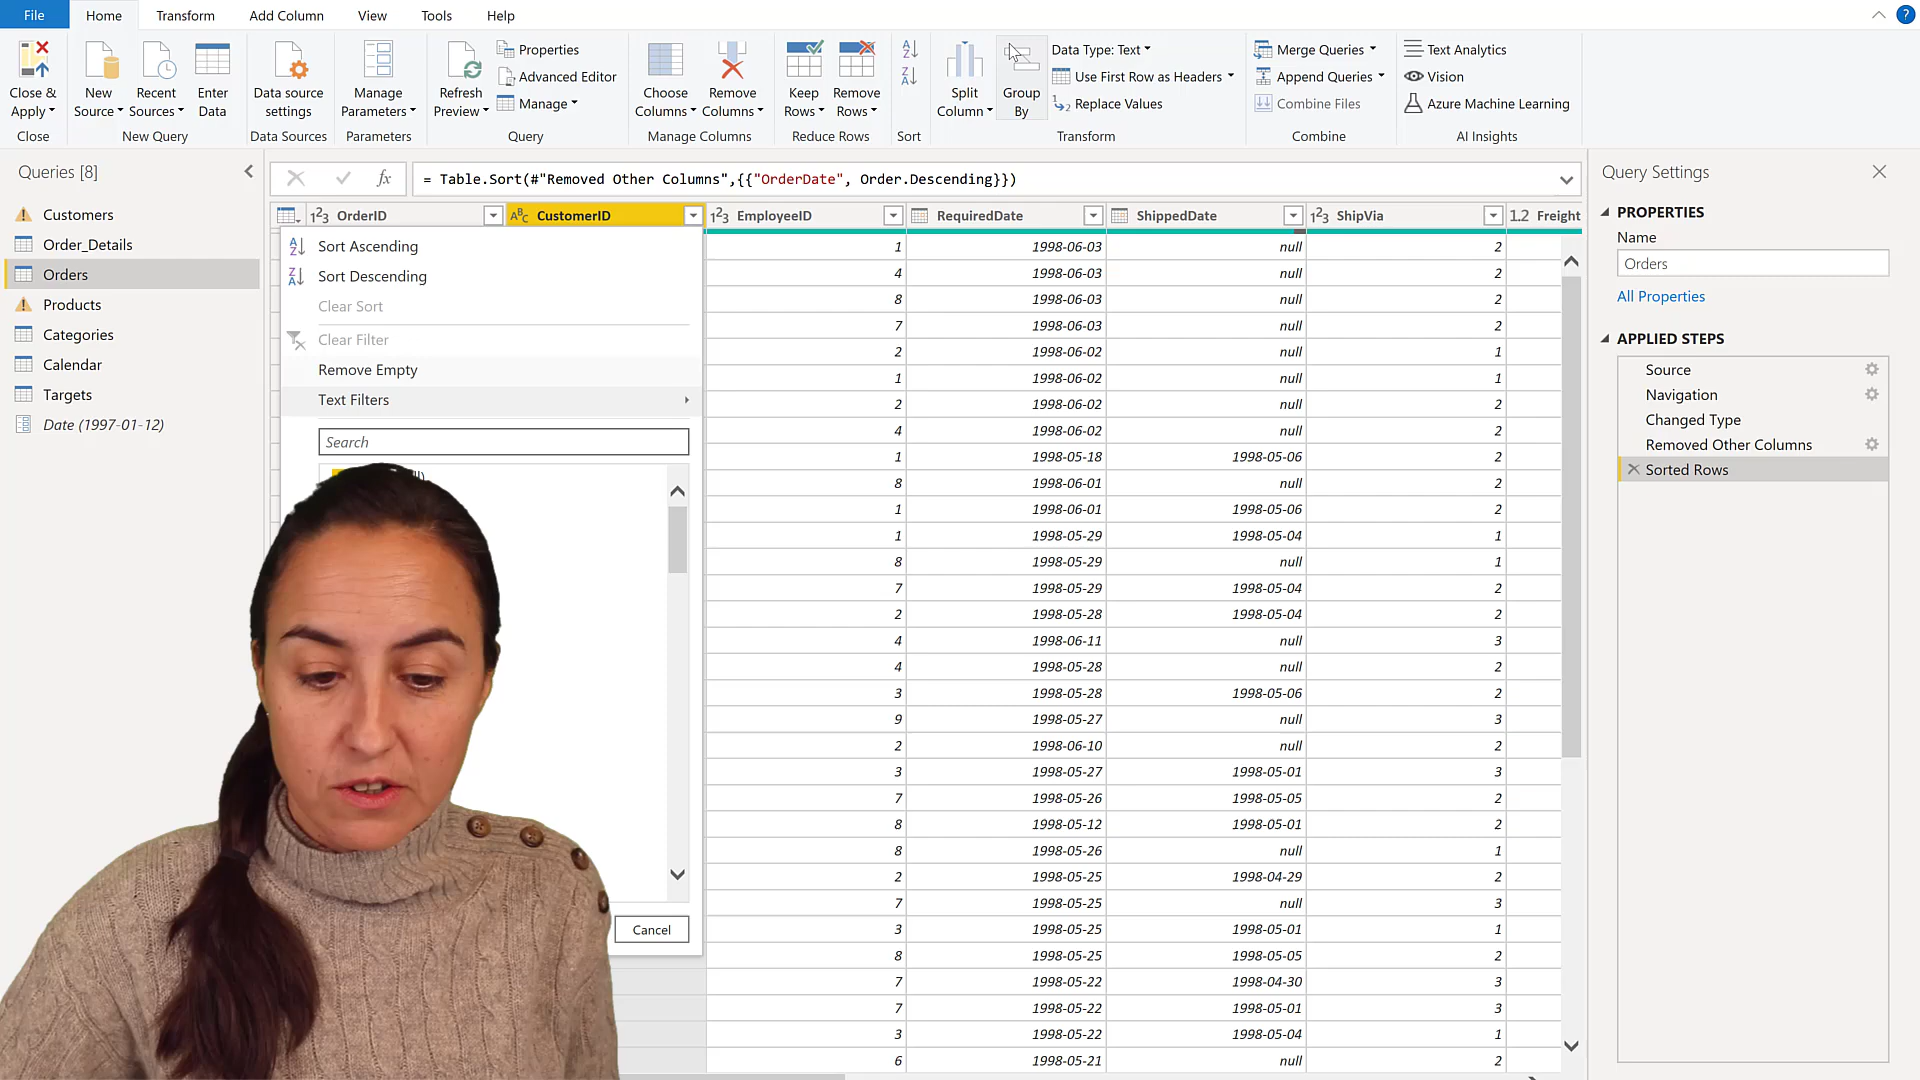 File Home Transform Add Column View Tools Help
Close & Apply
New Source
Recent Sources
Enter Data
Data source settings
Manage Parameters
Refresh Preview
Properties
Advanced Editor
Manage
Choose Columns
Remove Columns
Keep Rows
Remove Rows
Split Column
Group By
Data Type: Text
Use First Row as Headers
Replace Values
Merge Queries
Append Queries
Combine Files
Text Analytics
Vision
Azure Machine Learning
Close New Query Data Sources Parameters Query Manage Columns Reduce Rows Sort Transform Combine AI Insights
Queries [8]
Customers
Order_Details
Orders
Products
Categories
Calendar
Targets
Date (1997-01-12)
= Table.Sort(#"Removed Other Columns",{{"OrderDate", Order.Descending}})
OrderID CustomerID EmployeeID RequiredDate ShippedDate ShipVia Freight
Sort Ascending
Sort Descending
Clear Sort
Clear Filter
Remove Empty
Text Filters
Search
Cancel
1 1998-06-03 null 2
4 1998-06-03 null 2
8 1998-06-03 null 2
7 1998-06-03 null 2
2 1998-06-02 null 1
1 1998-06-02 null 1
2 1998-06-02 null 2
4 1998-06-02 null 2
1 1998-05-18 1998-05-06 2
8 1998-06-01 null 2
1 1998-06-01 1998-05-06 2
1 1998-05-29 1998-05-04 1
8 1998-05-29 null 1
7 1998-05-29 1998-05-04 2
2 1998-05-28 1998-05-04 2
4 1998-06-11 null 3
4 1998-05-28 null 2
3 1998-05-28 1998-05-06 2
9 1998-05-27 null 3
2 1998-06-10 null 2
3 1998-05-27 1998-05-01 3
7 1998-05-26 1998-05-05 2
8 1998-05-12 1998-05-01 2
8 1998-05-26 null 1
2 1998-05-25 1998-04-29 2
7 1998-05-25 null 3
3 1998-05-25 1998-05-01 1
8 1998-05-25 1998-05-05 2
7 1998-05-22 1998-04-30 3
7 1998-05-22 1998-05-01 3
3 1998-05-22 1998-05-04 1
6 1998-05-21 null 2
Query Settings
PROPERTIES
Name
Orders
All Properties
APPLIED STEPS
Source
Navigation
Changed Type
Removed Other Columns
Sorted Rows